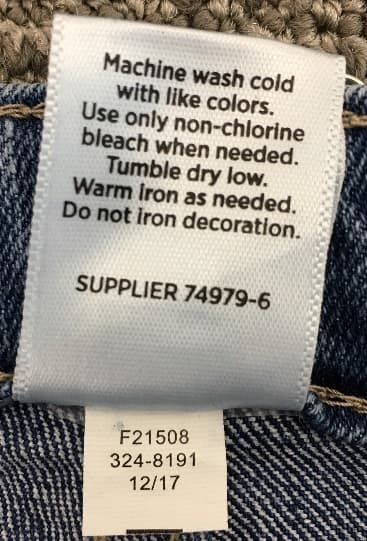 Machine wash cold
with like colors.
Use only non-chlorine
bleach when needed.
Tumble dry low.
Warm iron as needed.
Do not iron decoration.
SUPPLIER 74979-6
F21508
324-8191
12/17